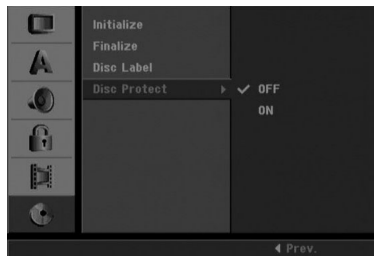 Initialize
Finalize
Disc Label
Disc Protect
OFF
ON
Prev.